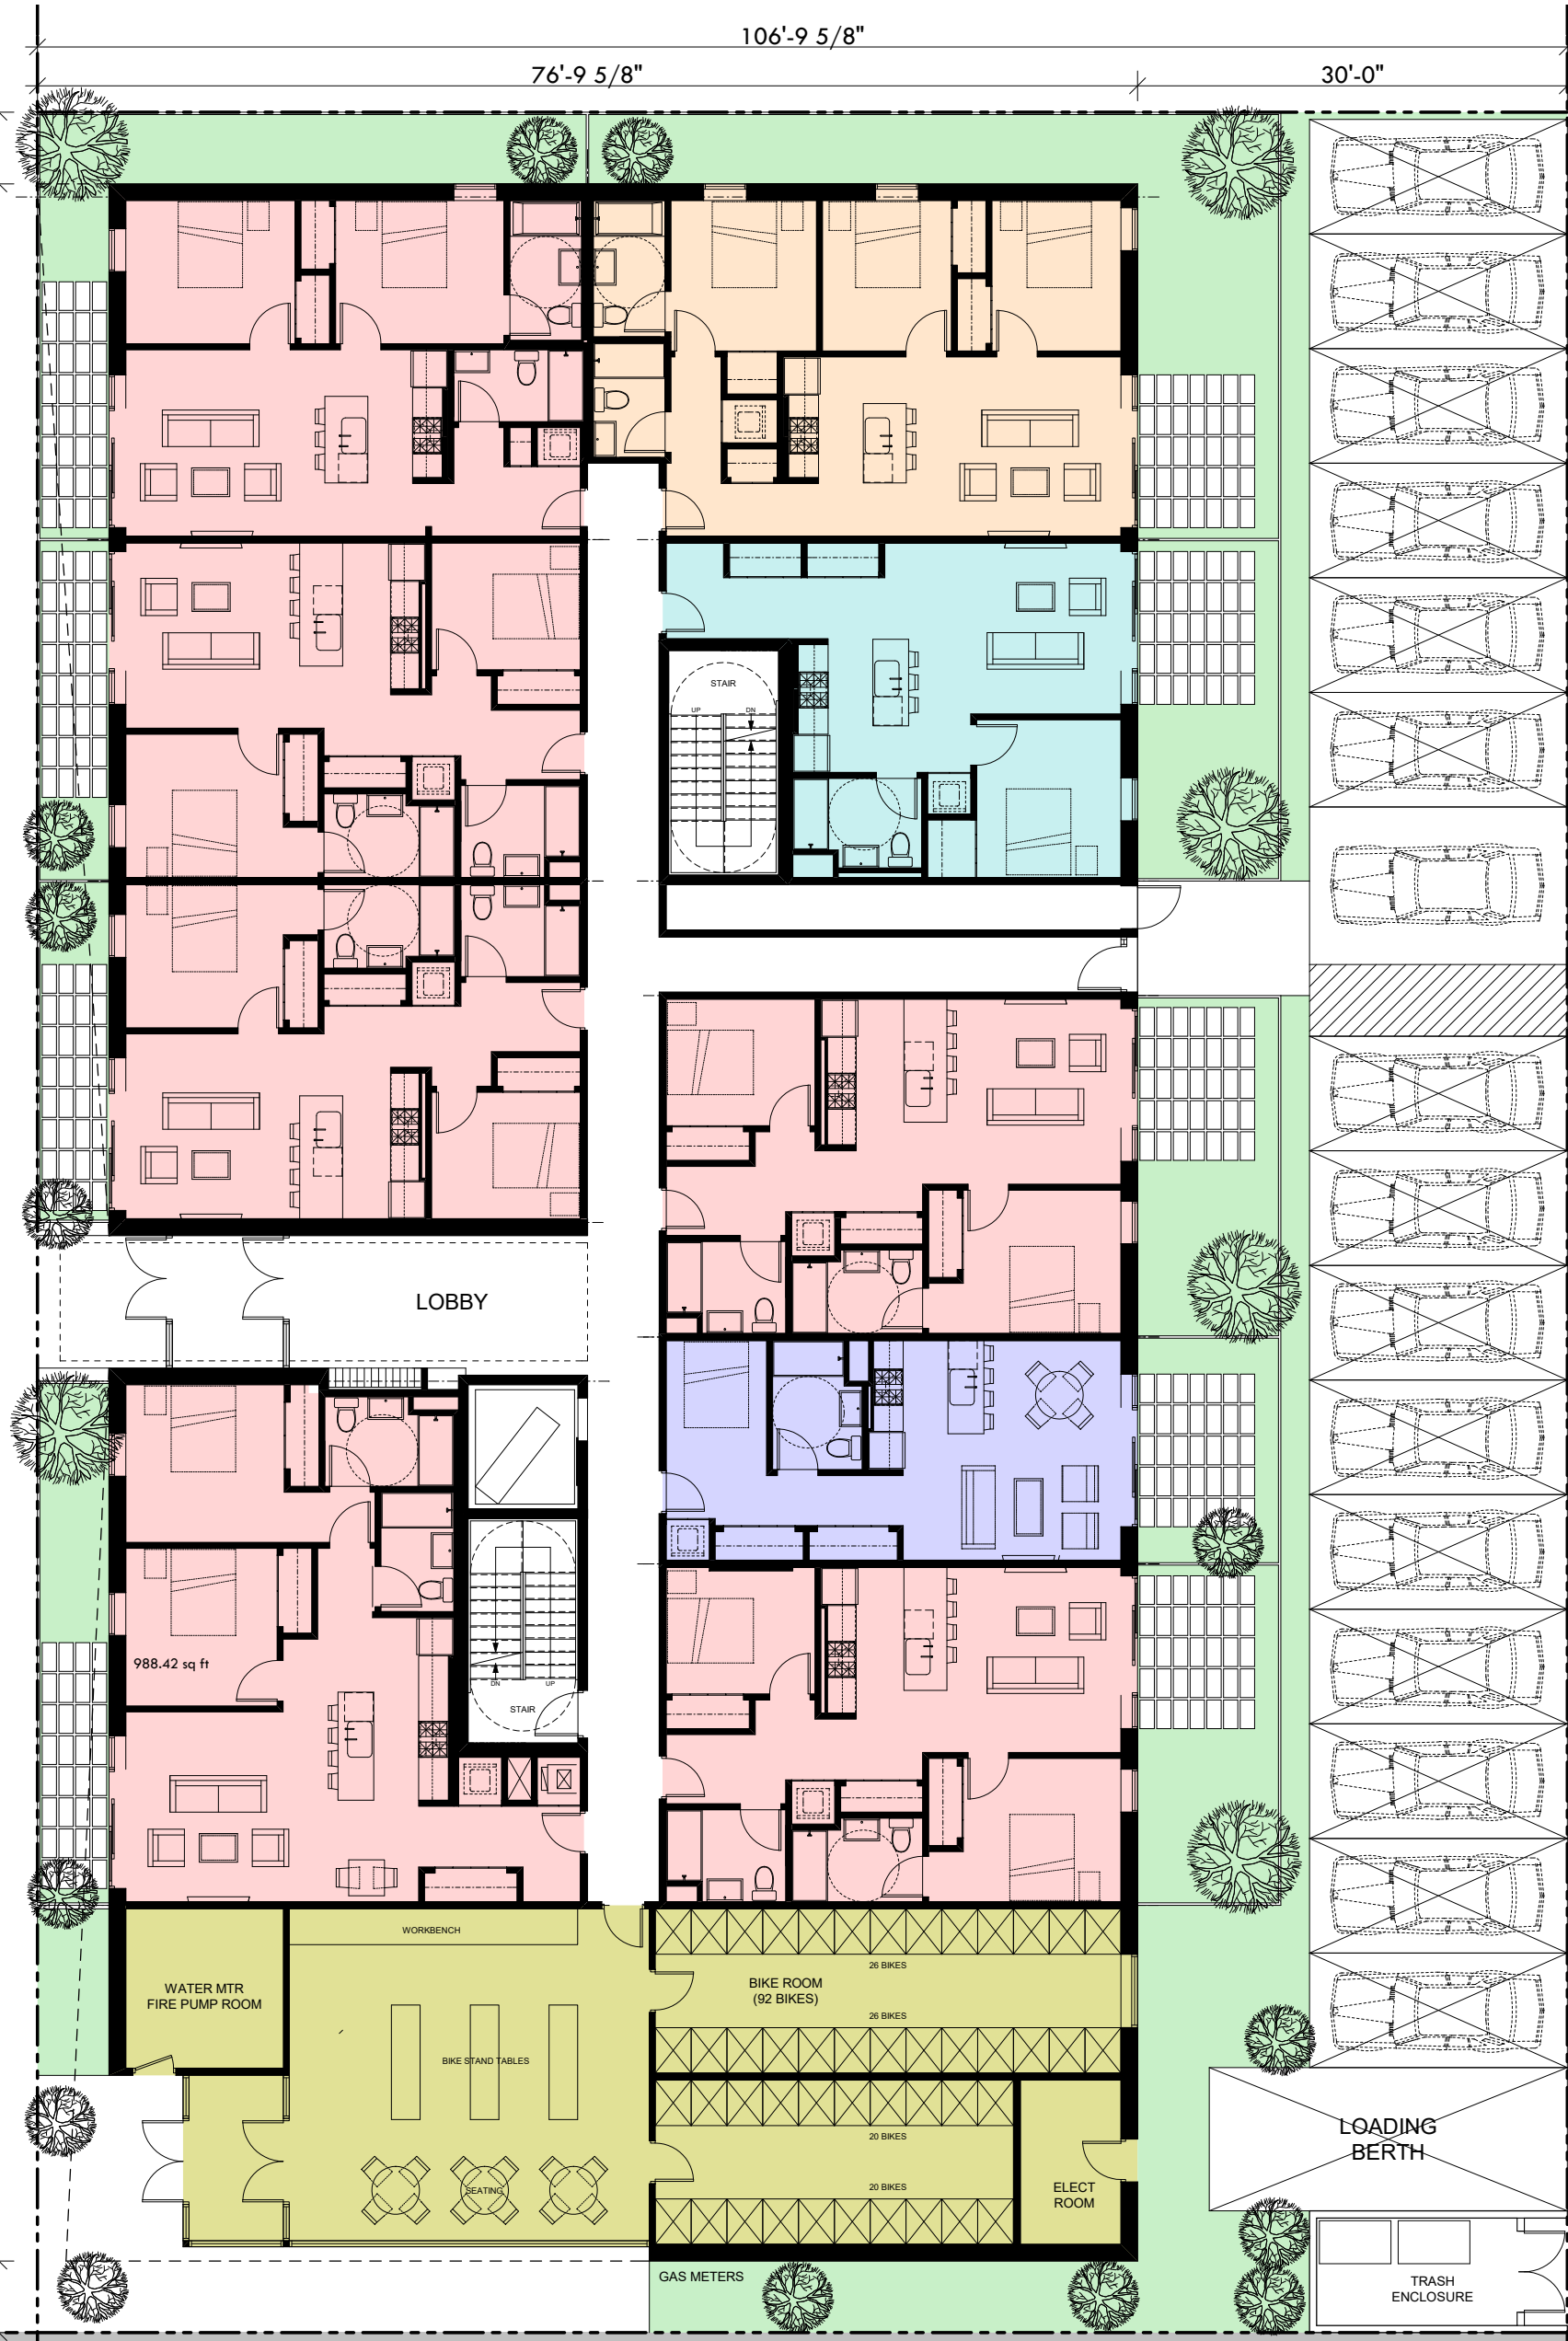 106'-9 5/8"
76'-9 5/8"
30'-0"
STAIR
UP
DN
LOBBY
988.42 sq ft
DN
UP
STAIR
WORKBENCH
26 BIKES
WATER MTR
FIRE PUMP ROOM
BIKE ROOM
(92 BIKES)
26 BIKES
BIKE STAND TABLES
20 BIKES
LOADING
BERTH
SEATING
20 BIKES
ELECT
ROOM
GAS METERS
TRASH
ENCLOSURE